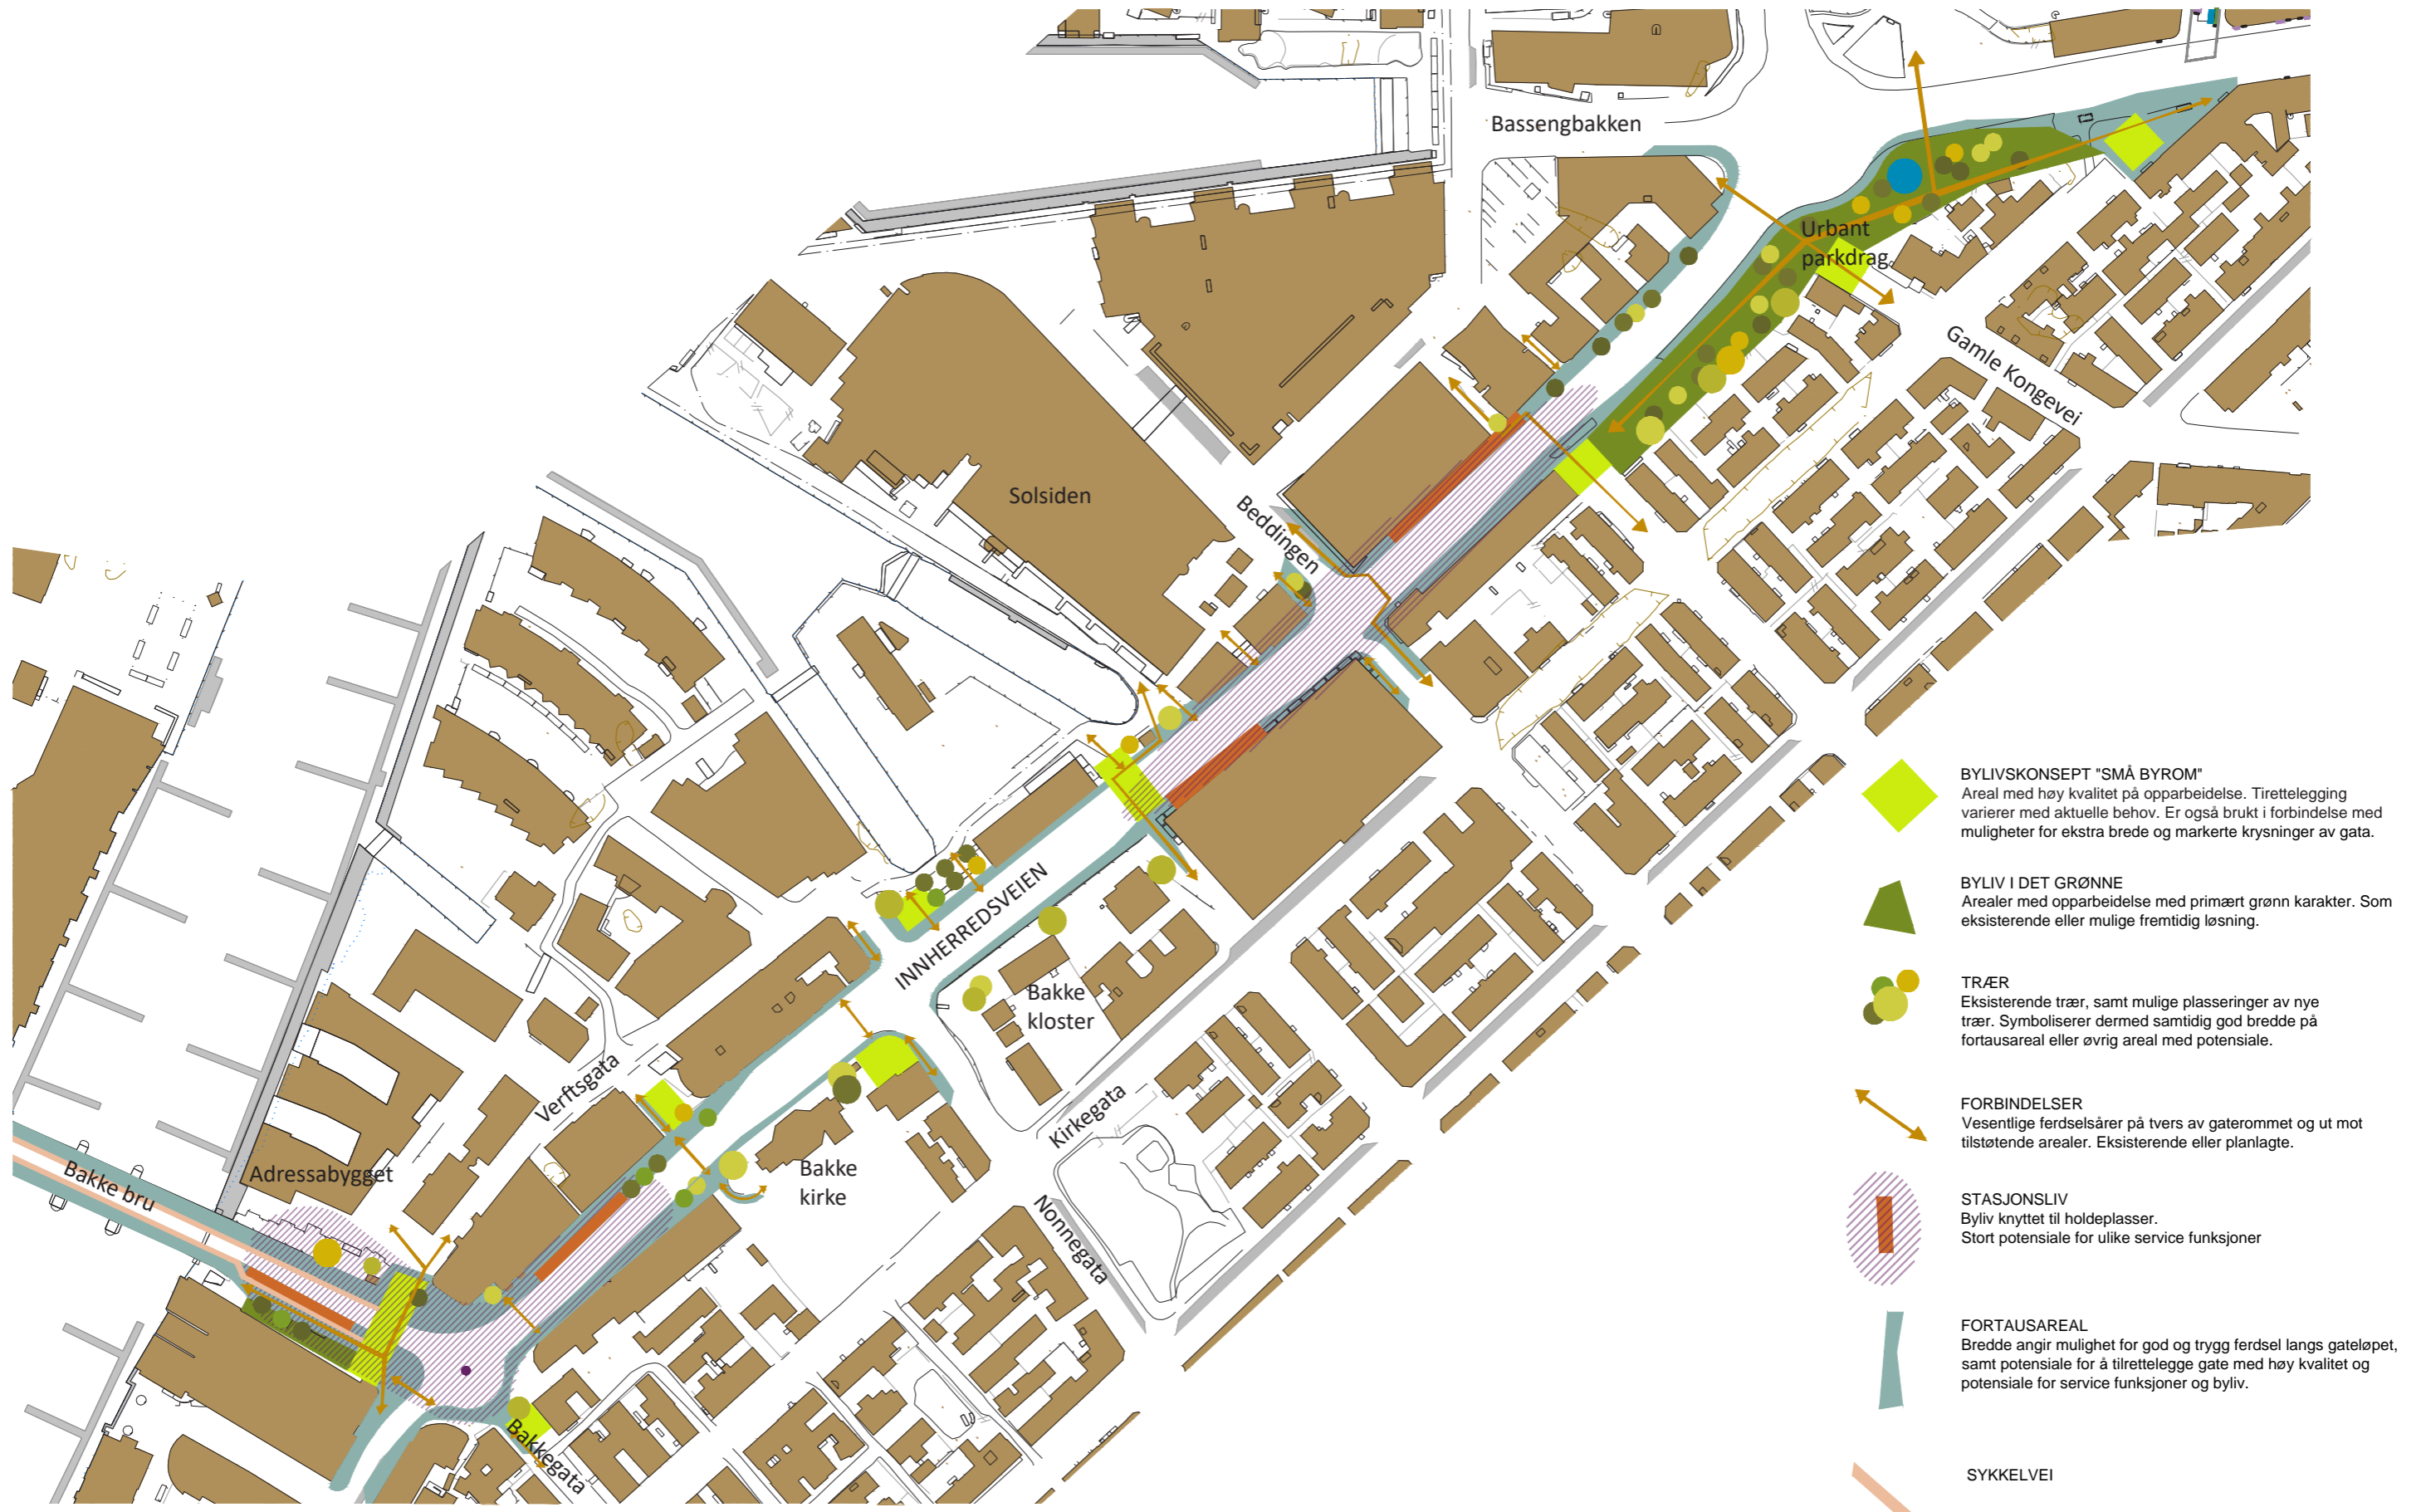 Bassengbakken
Urbant
parkdrag
Gamle Kongevei
Solsiden
Beddingen
INNHERREDSVEIEN
Bakke
kloster
Verftsgata
Kirkegata
Adressabygget
Bakke bru
Bakke
kirke
Nonnegata
Bakkegata
BYLIVSKONSEPT "SMÅ BYROM"
Areal med høy kvalitet på opparbeidelse. Tirettelegging
varierer med aktuelle behov. Er også brukt i forbindelse med
muligheter for ekstra brede og markerte krysninger av gata.
BYLIV I DET GRØNNE
Arealer med opparbeidelse med primært grønn karakter. Som
eksisterende eller mulige fremtidig løsning.
TRÆR
Eksisterende trær, samt mulige plasseringer av nye
trær. Symboliserer dermed samtidig god bredde på
fortausareal eller øvrig areal med potensiale.
FORBINDELSER
Vesentlige ferdselsårer på tvers av gaterommet og ut mot
tilstøtende arealer. Eksisterende eller planlagte.
STASJONSLIV
Byliv knyttet til holdeplasser.
Stort potensiale for ulike service funksjoner
FORTAUSAREAL
Bredde angir mulighet for god og trygg ferdsel langs gateløpet,
samt potensiale for å tilrettelegge gate med høy kvalitet og
potensiale for service funksjoner og byliv.
SYKKELVEI